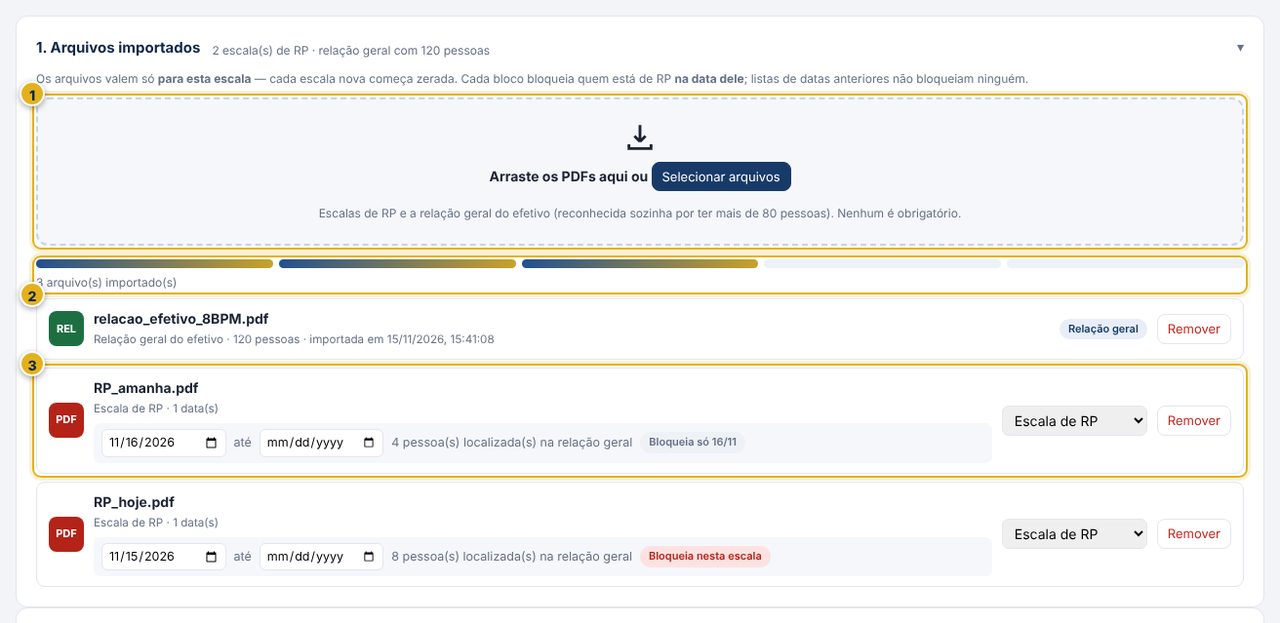 1. Arquivos importados 2 escala(s) de RP · relação geral com 120 pessoas ▼
Os arquivos valem só para esta escala — cada escala nova começa zerada. Cada bloco bloqueia quem está de RP na data dele; listas de datas anteriores não bloqueiam ninguém.
1
Arraste os PDFs aqui ou Selecionar arquivos
Escalas de RP e a relação geral do efetivo (reconhecida sozinha por ter mais de 80 pessoas). Nenhum é obrigatório.
3 arquivo(s) importado(s)
2
REL
relacao_efetivo_8BPM.pdf
Relação geral do efetivo · 120 pessoas · importada em 15/11/2026, 15:41:08
Relação geral Remover
3
PDF
RP_amanha.pdf
Escala de RP · 1 data(s)
11/16/2026 até mm/dd/yyyy 4 pessoa(s) localizada(s) na relação geral Bloqueia só 16/11
Escala de RP Remover
PDF
RP_hoje.pdf
Escala de RP · 1 data(s)
11/15/2026 até mm/dd/yyyy 8 pessoa(s) localizada(s) na relação geral Bloqueia nesta escala
Escala de RP Remover